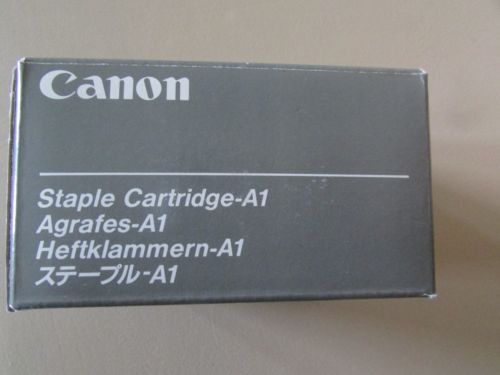 Canon
Staple Cartridge-A1
Agrafes-A1
Heftklammern-A1
ステープル-A1